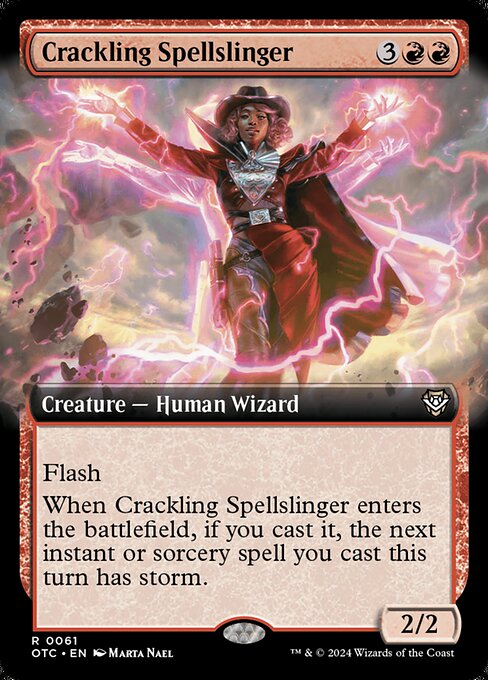 Crackling Spellslinger 3
Creature — Human Wizard
Flash
When Crackling Spellslinger enters
the battlefield, if you cast it, the next
instant or sorcery spell you cast this
turn has storm.
2/2
R 0061
OTC • EN Marta Nael
™ & © 2024 Wizards of the Coast